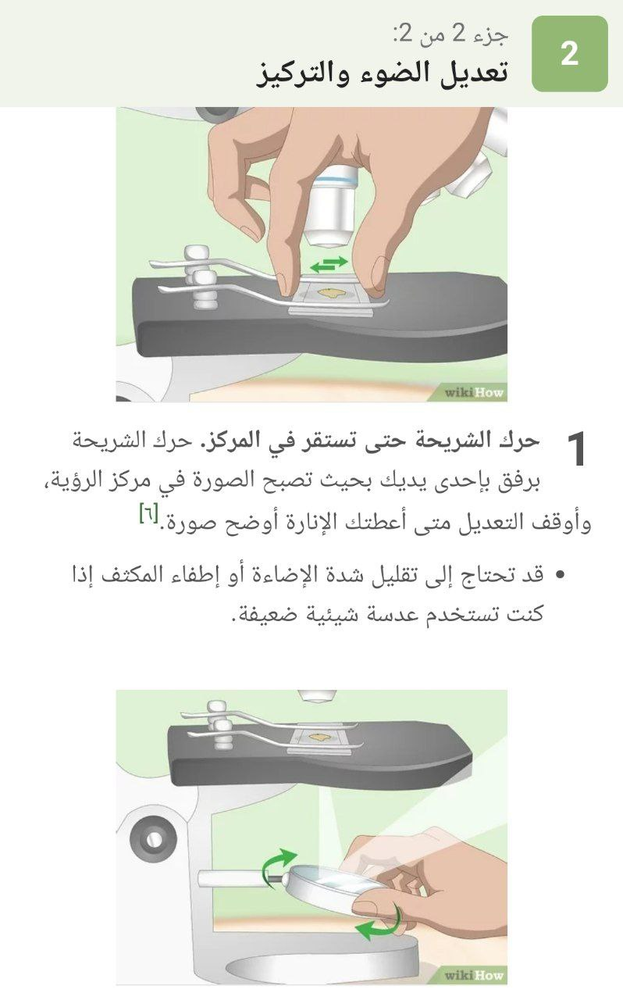 2
جزء 2 من 2:
تعديل الضوء والتركيز
wikiHow
1
حرك الشريحة حتى تستقر في المركز. حرك الشريحة
برفق بإحدى يديك بحيث تصبح الصورة في مركز الرؤية،
وأوقف التعديل متى أعطتك الإنارة أوضح صورة.[٦]
• قد تحتاج إلى تقليل شدة الإضاءة أو إطفاء المكثف إذا
كنت تستخدم عدسة شيئية ضعيفة.
wikiHow